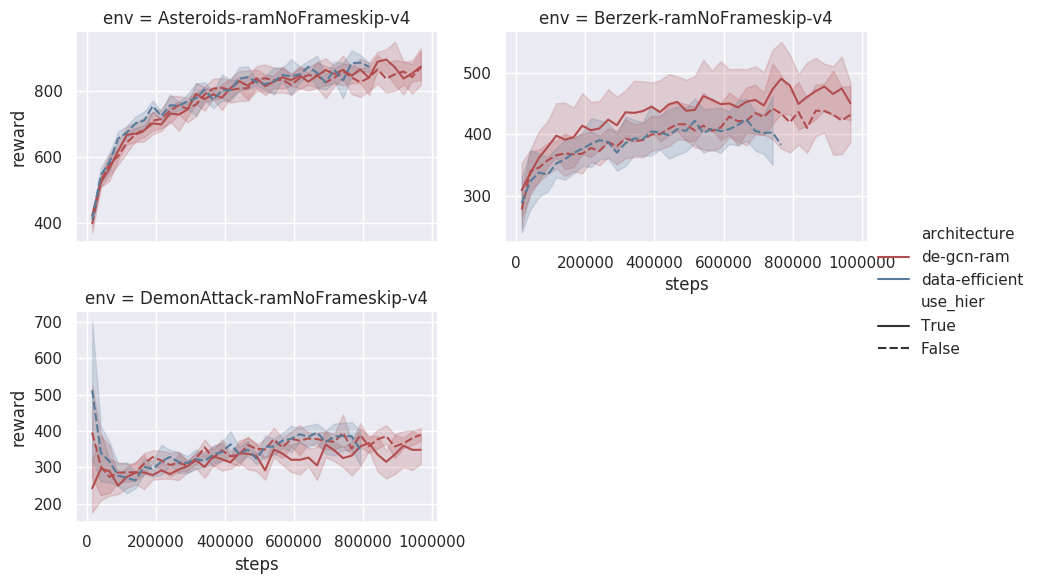 env = Asteroids-ramNoFrameskip-v4
reward
800
600
400
env = Berzerk-ramNoFrameskip-v4
500
400
300
0 200000 400000 600000 800000 1000000
steps
architecture
de-gcn-ram
data-efficient
use_hier
True
False
env = DemonAttack-ramNoFrameskip-v4
reward
700
600
500
400
300
200
0 200000 400000 600000 800000 1000000
steps